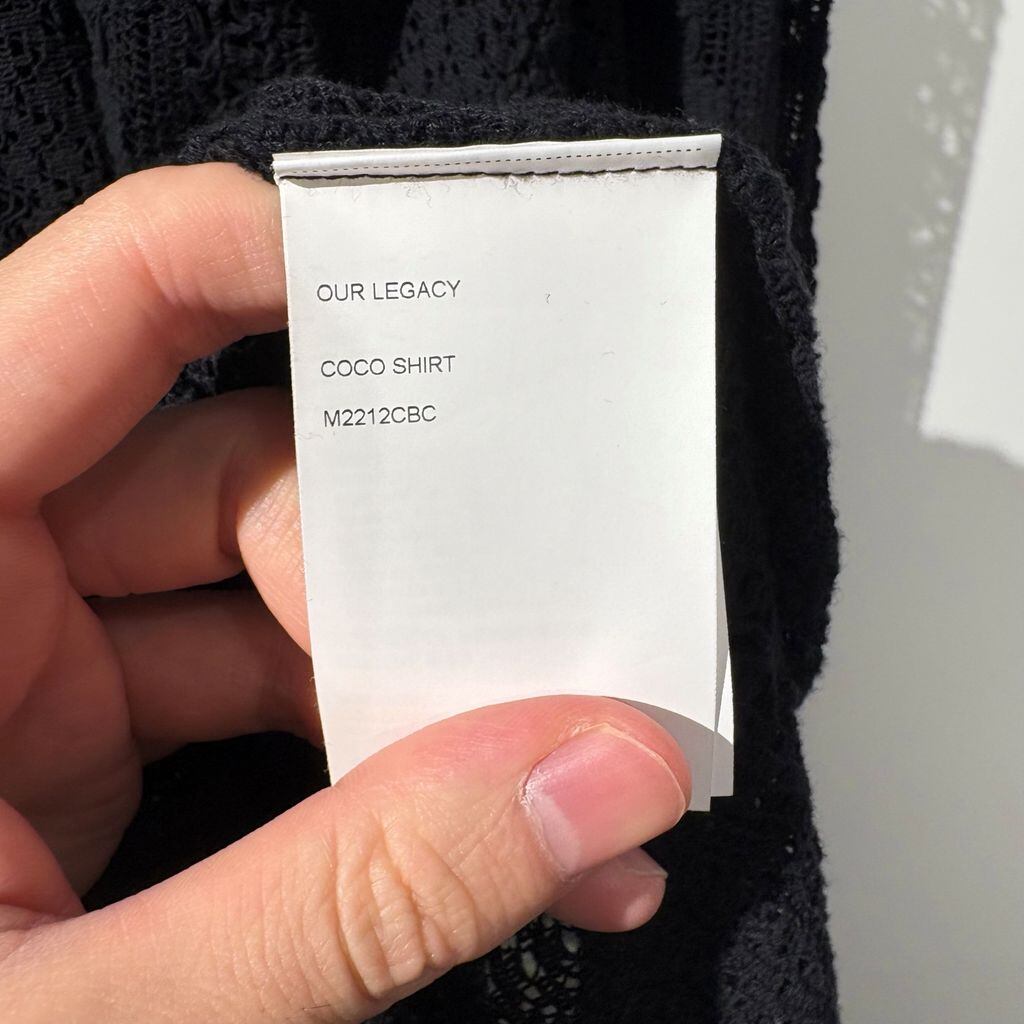 OUR LEGACY
COCO SHIRT
M2212CBC